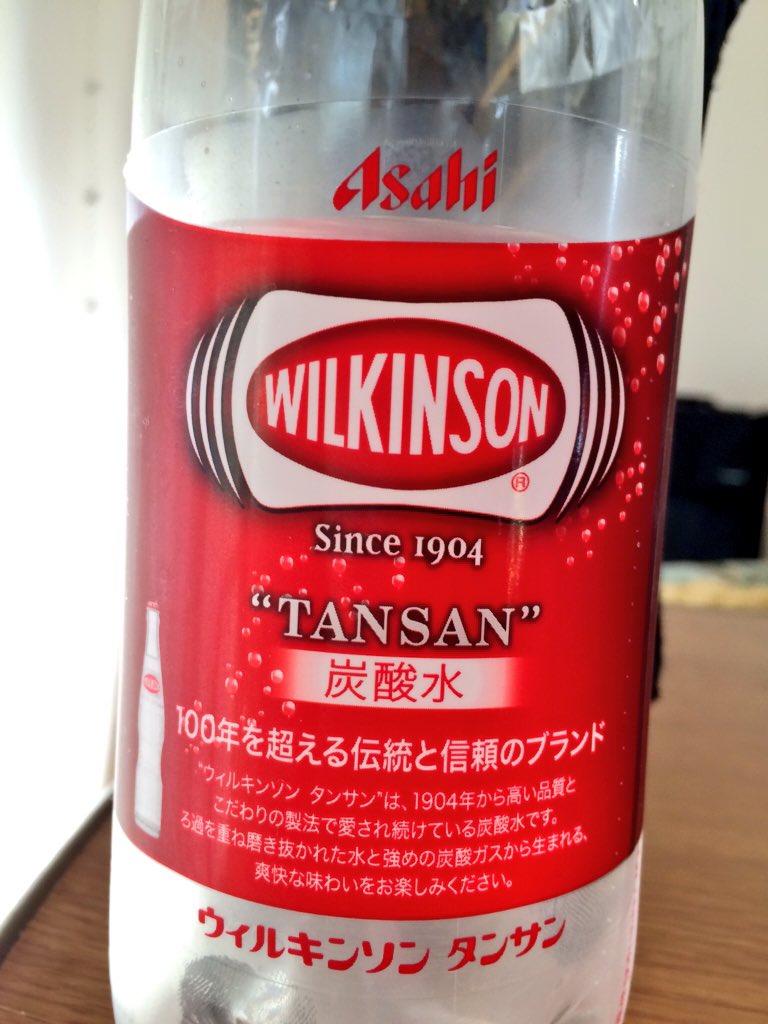 Asahi
WILKINSON
®
Since 1904
“TANSAN”
炭酸水
100年を超える伝統と信頼のブランド
“ウィルキンソン タンサン”は、1904年から高い品質と
こだわりの製法で愛され続けている炭酸水です。
ろ過を重ね磨き抜かれた水と強めの炭酸ガスから生まれる、
爽快な味わいをお楽しみください。
ウィルキンソン タンサン